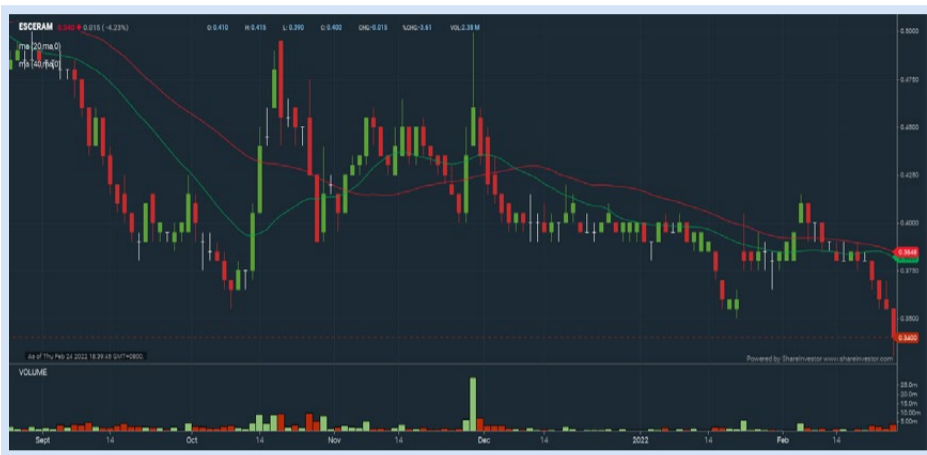 ESCERAM 0.340 0.015 ( -4.23%) O:0.410 H:0.415 L: 0.390 C:0.400 CHG:-0.015 %CHG:-3.61 VOL:2.38 M
ma (20,ma,0)
ma (40,ma,0)
0.5000
0.4750
0.4500
0.4250
0.4000
0.3848
0.3750
0.3500
0.3400
As of Thu Feb 24 2022 18:39:45 GMT+0800.
Powered by ShareInvestor www.shareinvestor.com
VOLUME
25.0m
20.0m
15.0m
10.00m
5.00m
Sept 14 Oct 14 Nov 14 Dec 14 2022 14 Feb 14